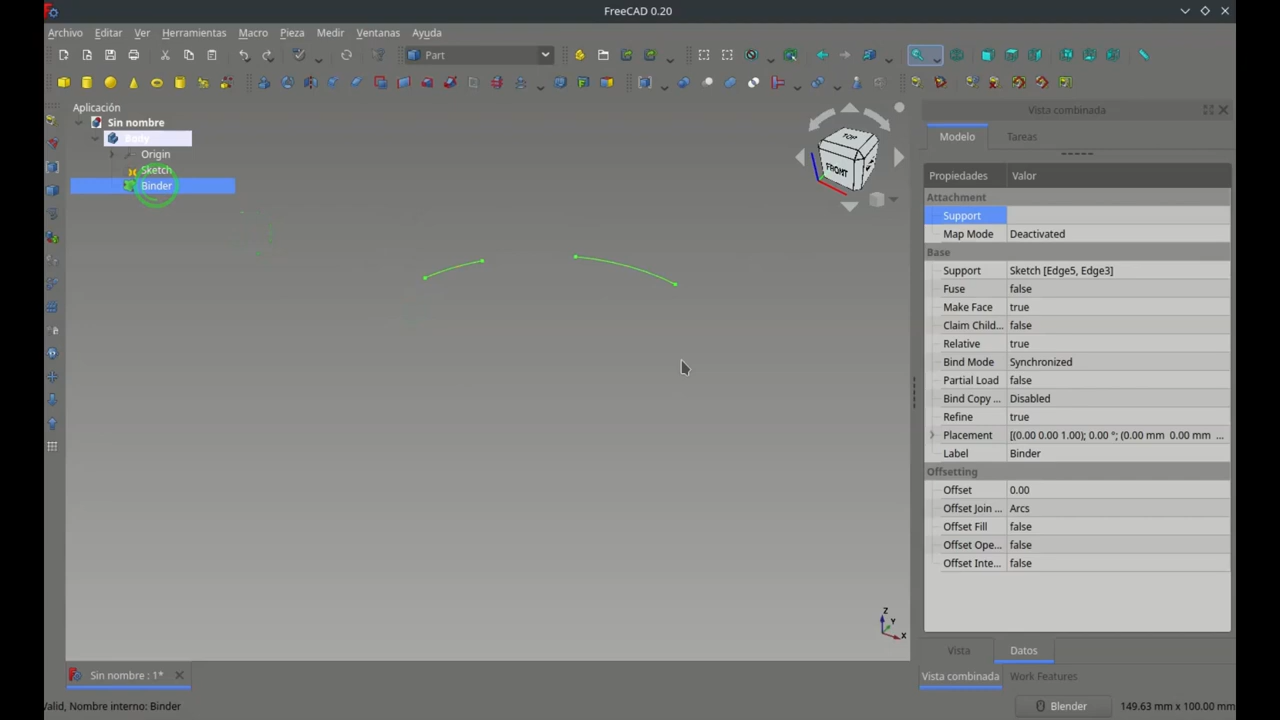 FreeCAD 0.20
Archivo Editar Ver Herramientas Macro Pieza Medir Ventanas Ayuda
Part
Aplicación
Sin nombre
Body
Origin
Sketch
Binder
TOP
FRONT
Z
Y
X
Vista combinada
Modelo Tareas
Propiedades Valor
Attachment
Support
Map Mode Deactivated
Base
Support Sketch [Edge5, Edge3]
Fuse false
Make Face true
Claim Child... false
Relative true
Bind Mode Synchronized
Partial Load false
Bind Copy ... Disabled
Refine true
Placement [(0.00 0.00 1.00); 0.00 °; (0.00 mm 0.00 mm ...
Label Binder
Offsetting
Offset 0.00
Offset Join ... Arcs
Offset Fill false
Offset Ope... false
Offset Inte... false
Vista Datos
Sin nombre : 1*
Vista combinada Work Features
Valid, Nombre interno: Binder
Blender
149.63 mm x 100.00 mm